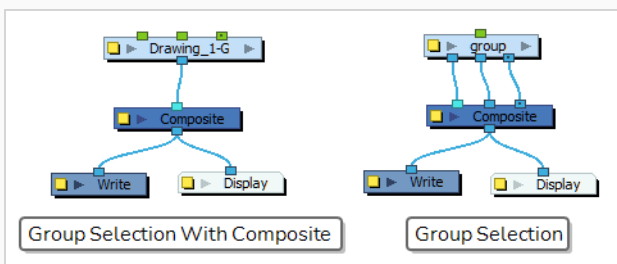 Drawing_1-G
group
Composite
Composite
Write
Display
Write
Display
Group Selection With Composite
Group Selection